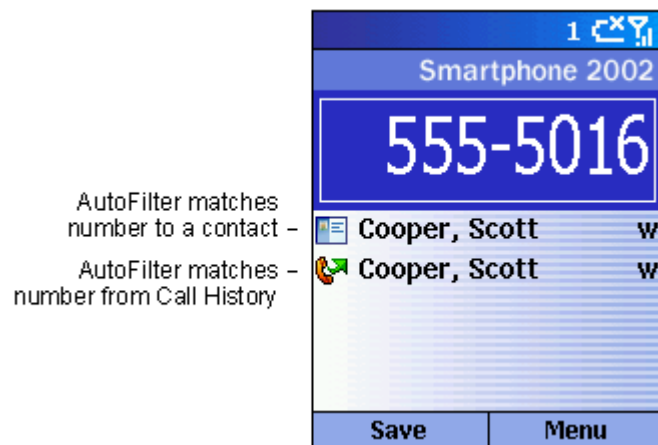 1
Smartphone 2002
555-5016
AutoFilter matches
number to a contact –
Cooper, Scott w
AutoFilter matches –
number from Call History
Cooper, Scott w
Save Menu